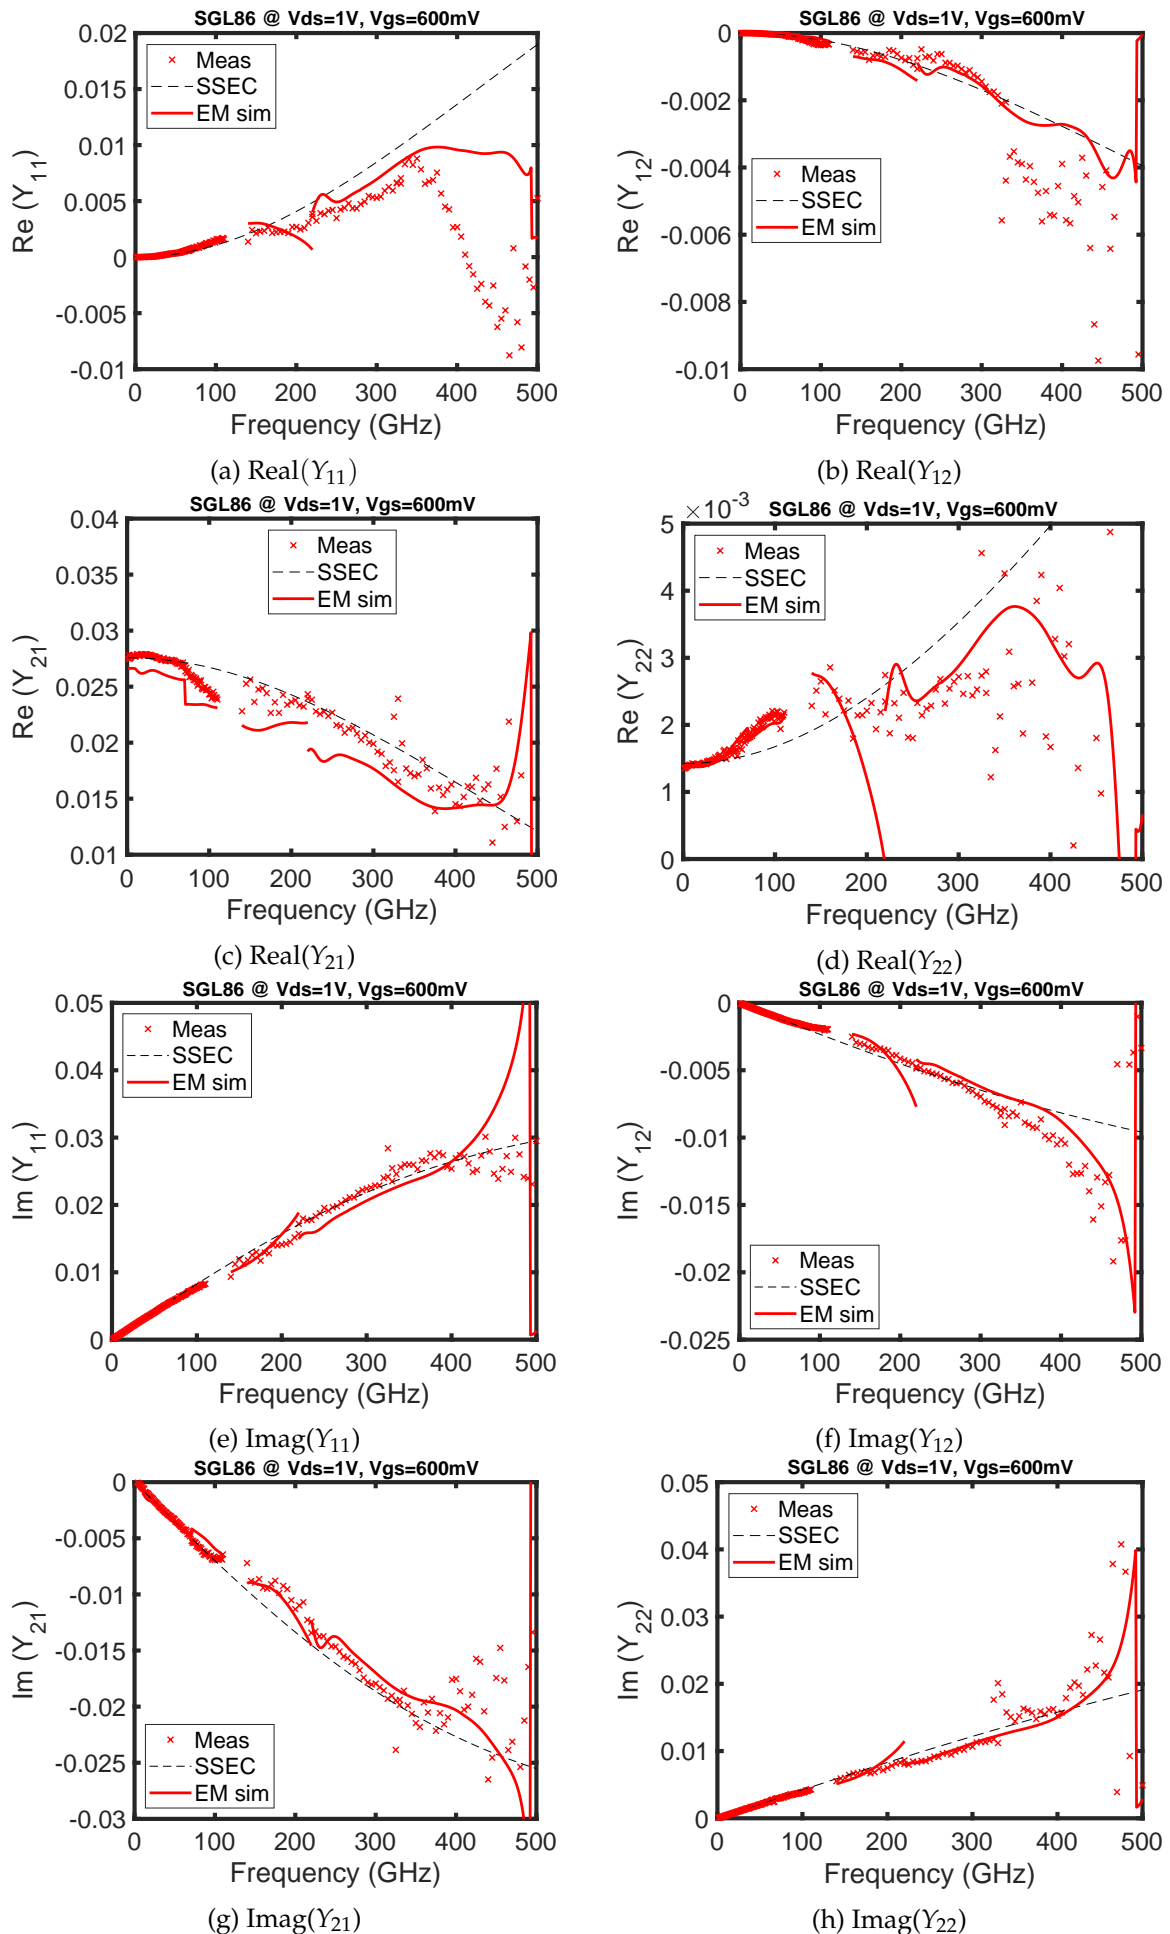 SGL86 @ Vds=1V, Vgs=600mV
Re (Y11)
0.02
0.015
0.01
0.005
0
-0.005
-0.01
Meas
SSEC
EM sim
0 100 200 300 400 500
Frequency (GHz)
(a) Real(Y11)
SGL86 @ Vds=1V, Vgs=600mV
Re (Y12)
0
-0.002
-0.004
-0.006
-0.008
-0.01
Meas
SSEC
EM sim
0 100 200 300 400 500
Frequency (GHz)
(b) Real(Y12)
SGL86 @ Vds=1V, Vgs=600mV
Re (Y21)
0.04
0.035
0.03
0.025
0.02
0.015
0.01
Meas
SSEC
EM sim
0 100 200 300 400 500
Frequency (GHz)
(c) Real(Y21)
SGL86 @ Vds=1V, Vgs=600mV
×10-3
Re (Y22)
5
4
3
2
1
0
Meas
SSEC
EM sim
0 100 200 300 400 500
Frequency (GHz)
(d) Real(Y22)
SGL86 @ Vds=1V, Vgs=600mV
Im (Y11)
0.05
0.04
0.03
0.02
0.01
0
Meas
SSEC
EM sim
0 100 200 300 400 500
Frequency (GHz)
(e) Imag(Y11)
SGL86 @ Vds=1V, Vgs=600mV
Im (Y12)
0
-0.005
-0.01
-0.015
-0.02
-0.025
Meas
SSEC
EM sim
0 100 200 300 400 500
Frequency (GHz)
(f) Imag(Y12)
SGL86 @ Vds=1V, Vgs=600mV
Im (Y21)
0
-0.005
-0.01
-0.015
-0.02
-0.025
-0.03
Meas
SSEC
EM sim
0 100 200 300 400 500
Frequency (GHz)
(g) Imag(Y21)
SGL86 @ Vds=1V, Vgs=600mV
Im (Y22)
0.05
0.04
0.03
0.02
0.01
0
Meas
SSEC
EM sim
0 100 200 300 400 500
Frequency (GHz)
(h) Imag(Y22)